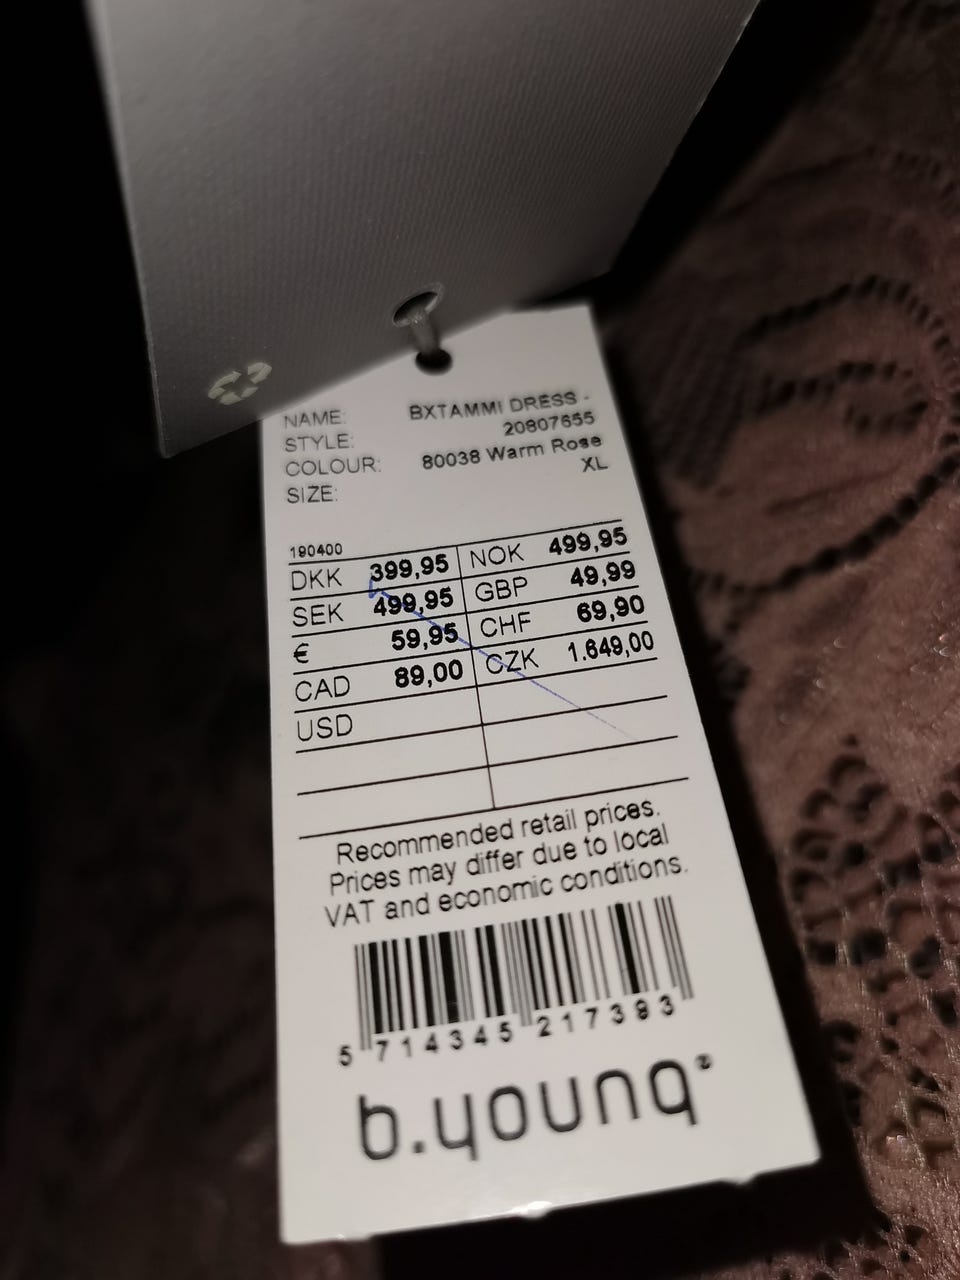 NAME: BXTAMMI DRESS -
STYLE: 20807655
COLOUR: 80038 Warm Rose
SIZE: XL
190400
DKK 399,95 NOK 499,95
SEK 499,95 GBP 49,99
€ 59,95 CHF 69,90
CAD 89,00 CZK 1.649,00
USD
Recommended retail prices.
Prices may differ due to local
VAT and economic conditions.
5 714345 217393
b.young